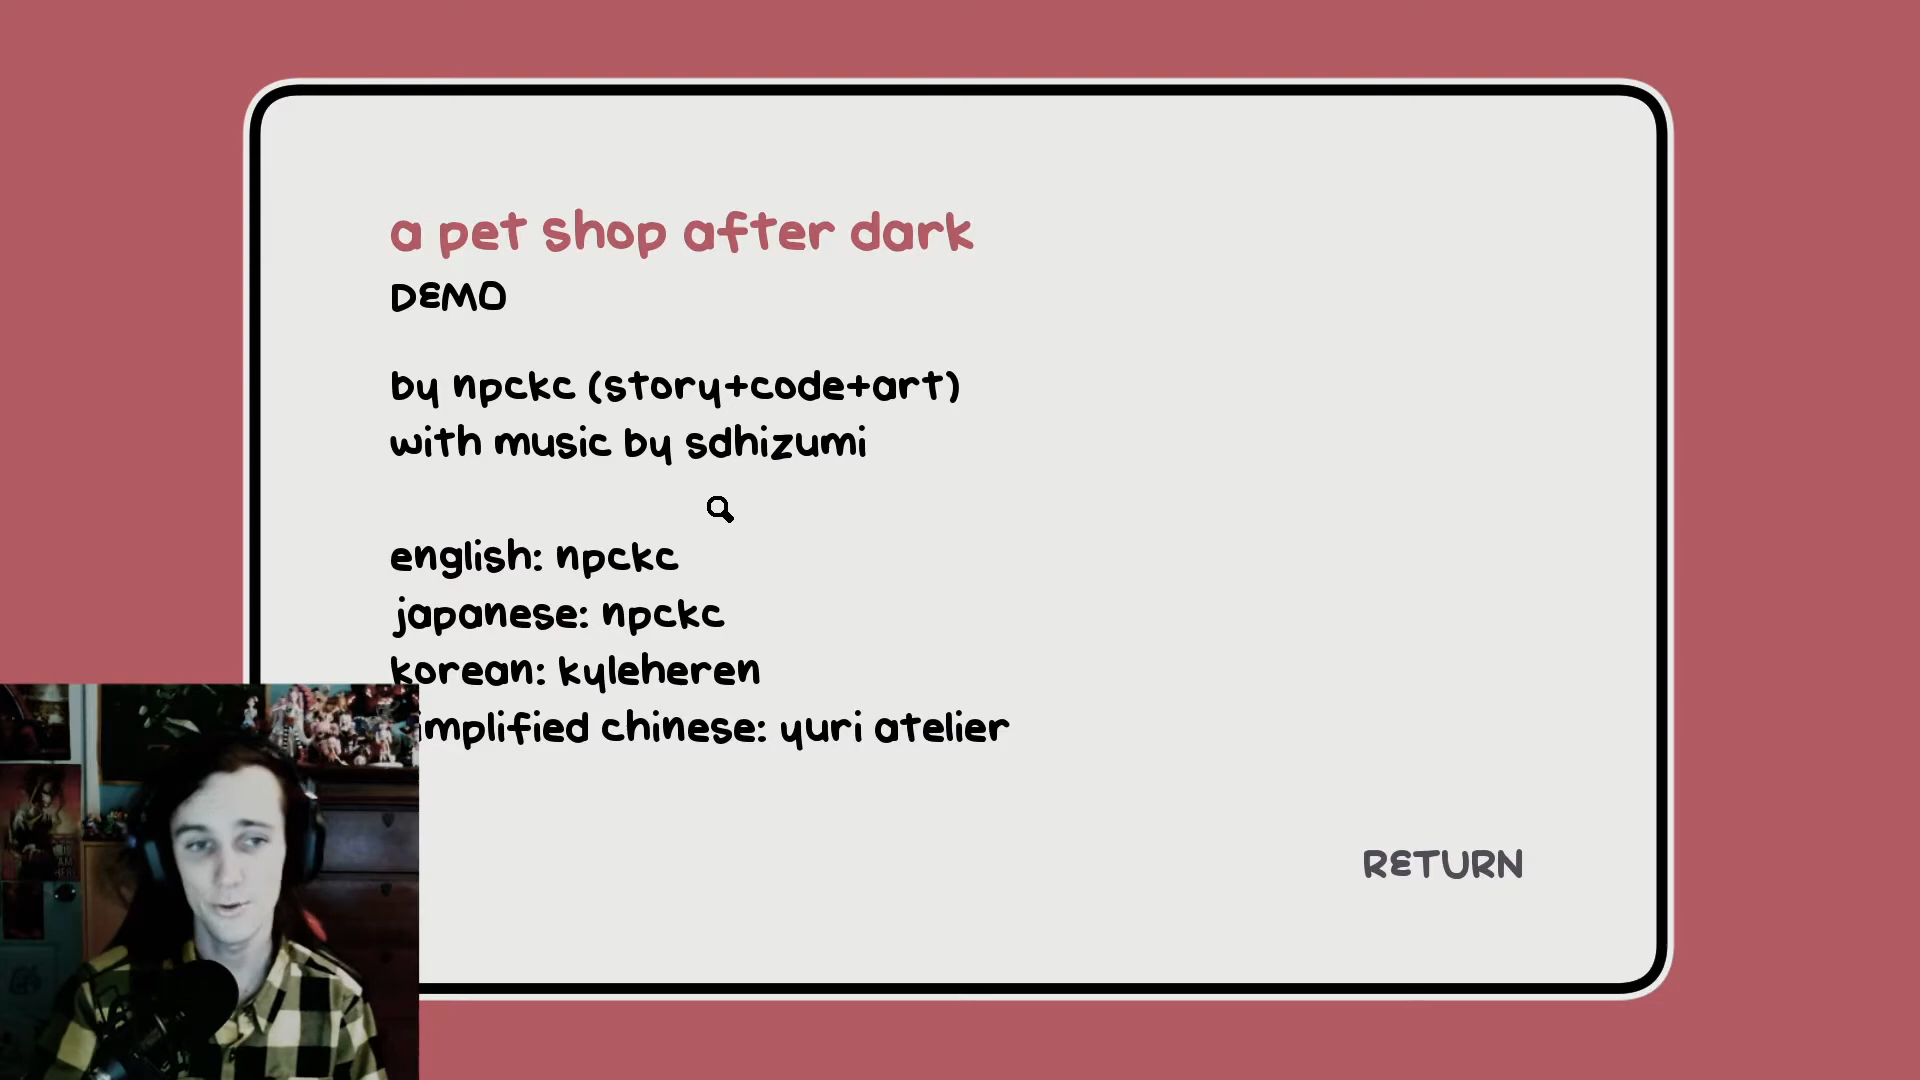 a pet shop after dark
DEMO
by npckc (story+code+art)
with music by sdhizumi
english: npckc
japanese: npckc
korean: kyleheren
implified chinese: yuri atelier
RETURN